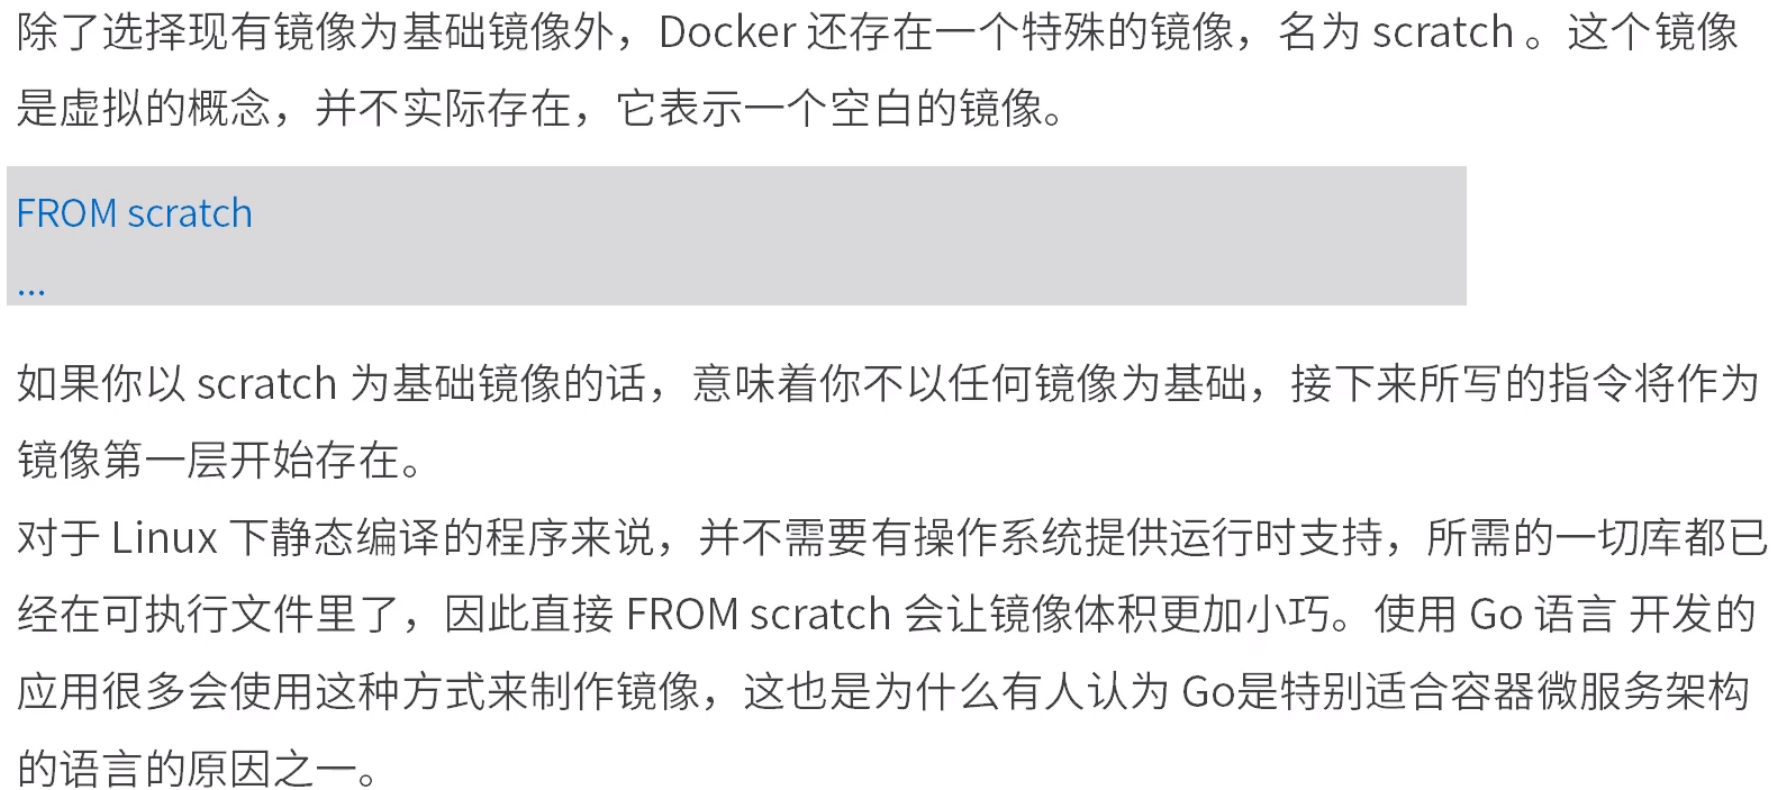 除了选择现有镜像为基础镜像外，Docker 还存在一个特殊的镜像，名为 scratch 。这个镜像
是虚拟的概念，并不实际存在，它表示一个空白的镜像。
FROM scratch
...
如果你以 scratch 为基础镜像的话，意味着你不以任何镜像为基础，接下来所写的指令将作为
镜像第一层开始存在。
对于 Linux 下静态编译的程序来说，并不需要有操作系统提供运行时支持，所需的一切库都已
经在可执行文件里了，因此直接 FROM scratch 会让镜像体积更加小巧。使用 Go 语言 开发的
应用很多会使用这种方式来制作镜像，这也是为什么有人认为 Go是特别适合容器微服务架构
的语言的原因之一。